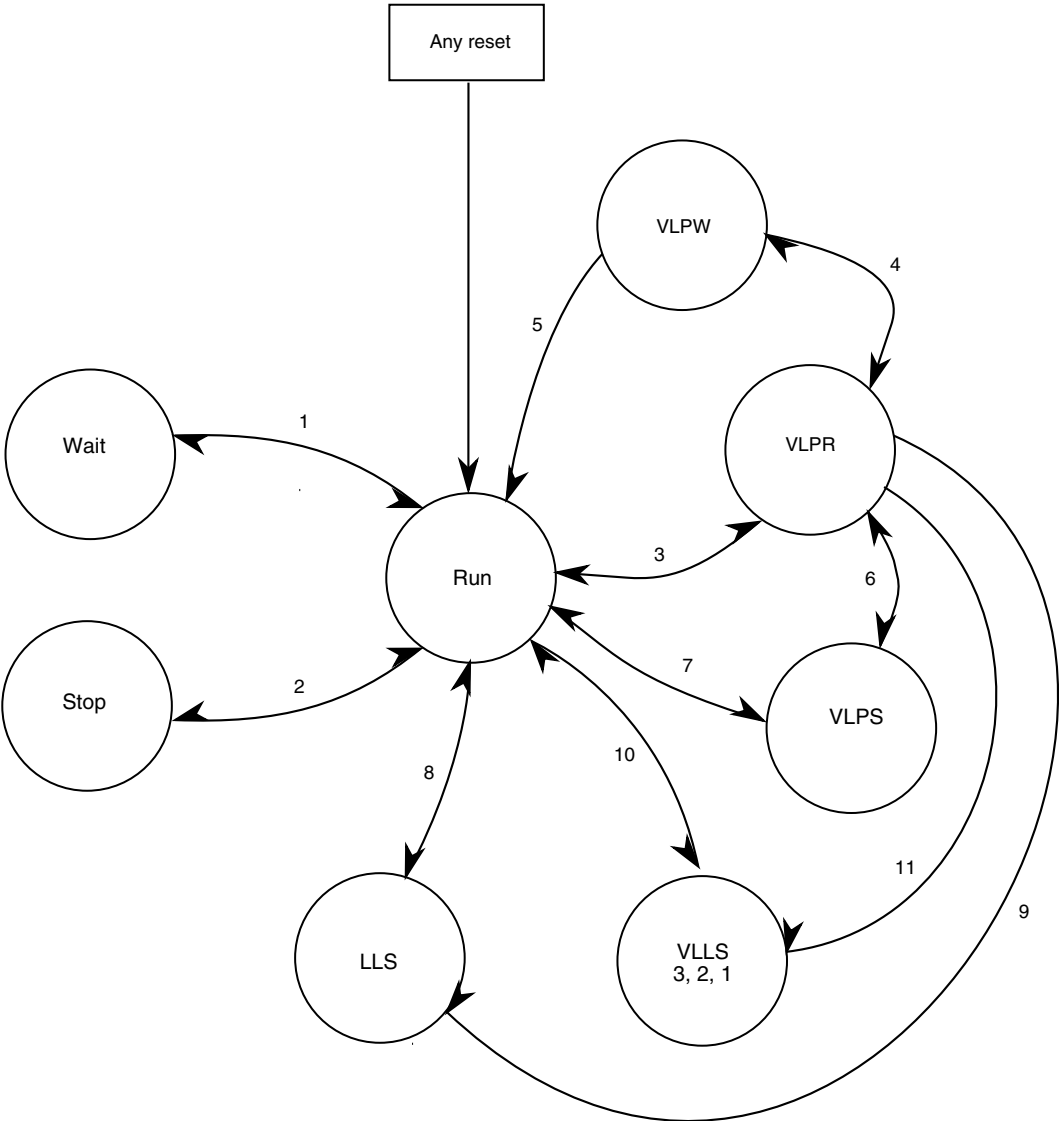 Any reset
VLPW
4
5
Wait
1
VLPR
Run
3
6
Stop
2
7
VLPS
8
10
11
9
LLS
VLLS
3, 2, 1